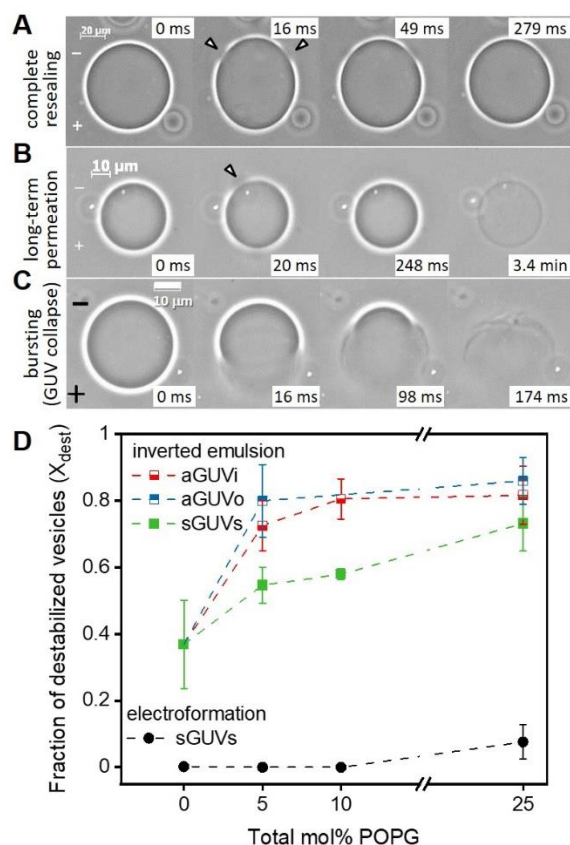 A
20 μm
0 ms
16 ms
49 ms
279 ms
−
+
complete
resealing
B
10 μm
−
+
0 ms
20 ms
248 ms
3.4 min
long-term
permeation
C
10 μm
−
+
0 ms
16 ms
98 ms
174 ms
bursting
(GUV collapse)
D
inverted emulsion
aGUVi
aGUVo
sGUVs
electroformation
sGUVs
1.0
0.8
0.6
0.4
0.2
0
Fraction of destabilized vesicles (Xdest)
0
5
10
25
Total mol% POPG